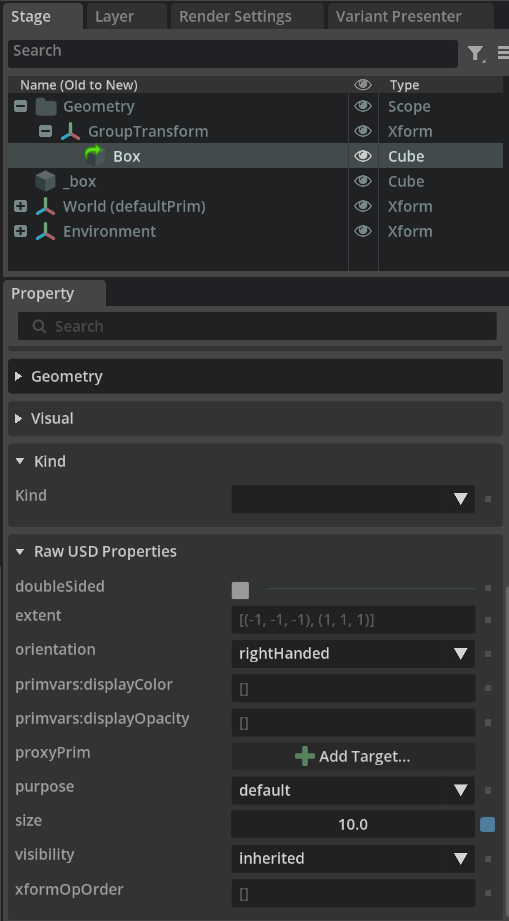 Stage Layer Render Settings Variant Presenter
Search
Name (Old to New) Type
Geometry Scope
GroupTransform Xform
Box Cube
_box Cube
World (defaultPrim) Xform
Environment Xform
Property
Search
Geometry
Visual
Kind
Kind
Raw USD Properties
doubleSided
extent [(-1, -1, -1), (1, 1, 1)]
orientation rightHanded
primvars:displayColor []
primvars:displayOpacity []
proxyPrim Add Target...
purpose default
size 10.0
visibility inherited
xformOpOrder []